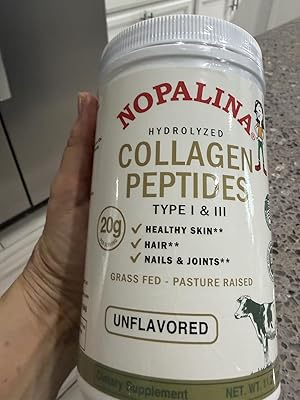 NOPALINA
HYDROLYZED
COLLAGEN
PEPTIDES
TYPE I & III
20g
HEALTHY SKIN**
HAIR**
NAILS & JOINTS**
GRASS FED - PASTURE RAISED
UNFLAVORED
Dietary Supplement
NET. WT.